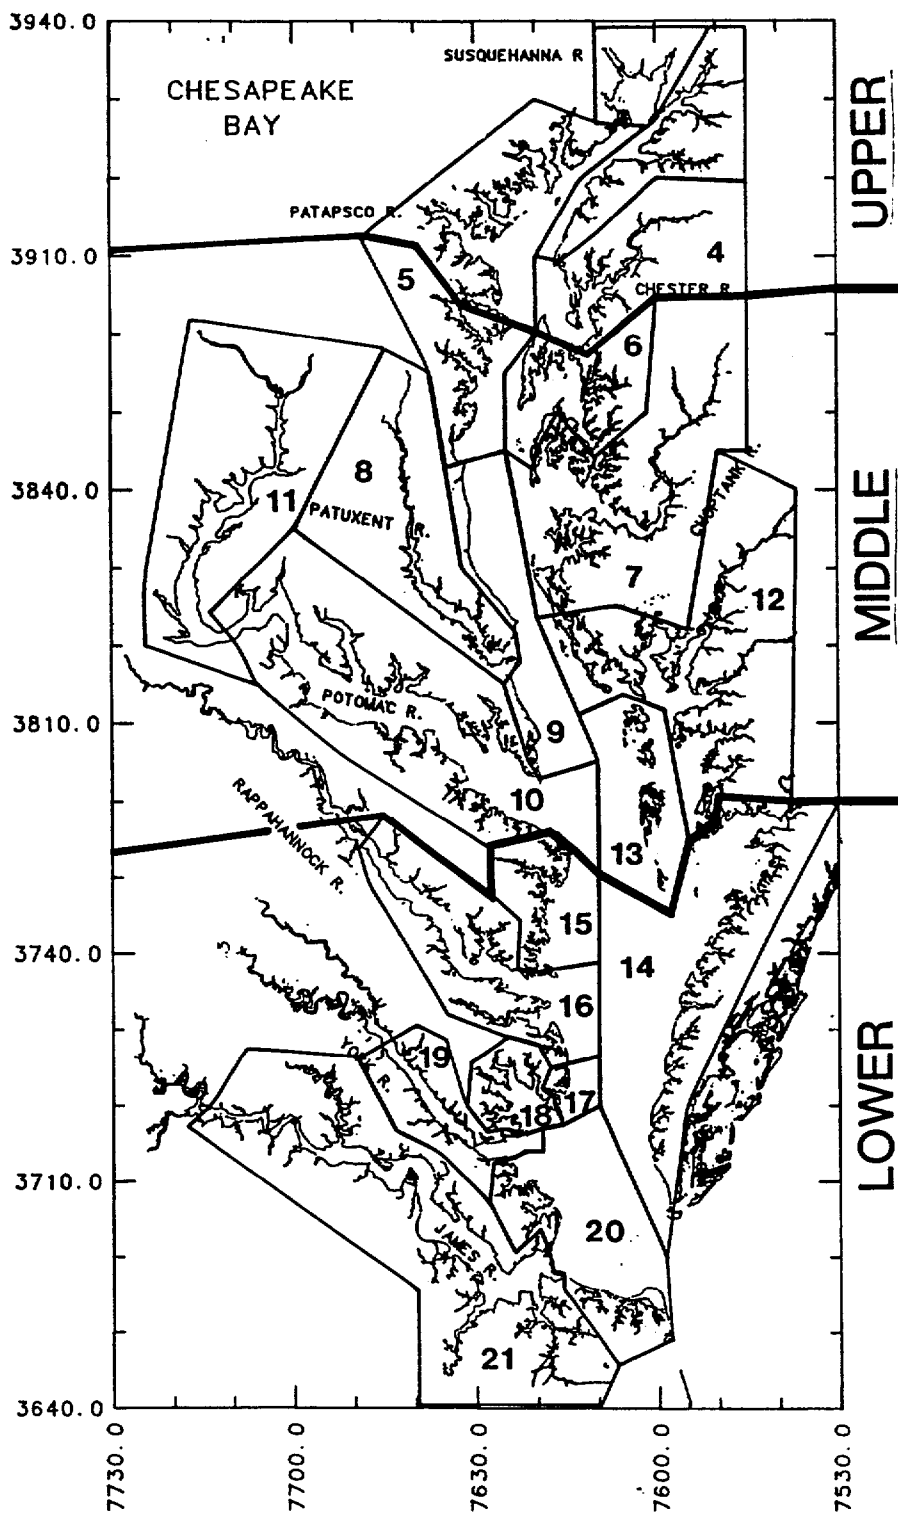 3940.0
SUSQUEHANNA R
CHESAPEAKE
BAY
UPPER
PATAPSCO R.
3910.0
5
4
CHESTER R.
6
8
11
3840.0
PATUXENT R.
CHOPTANK R.
7
12
MIDDLE
POTOMAC R.
3810.0
9
10
RAPPAHANNOCK R.
13
15
3740.0
14
16
YORK R.
19
18
17
LOWER
3710.0
20
JAMES R.
21
3640.0
7730.0
7700.0
7630.0
7600.0
7530.0